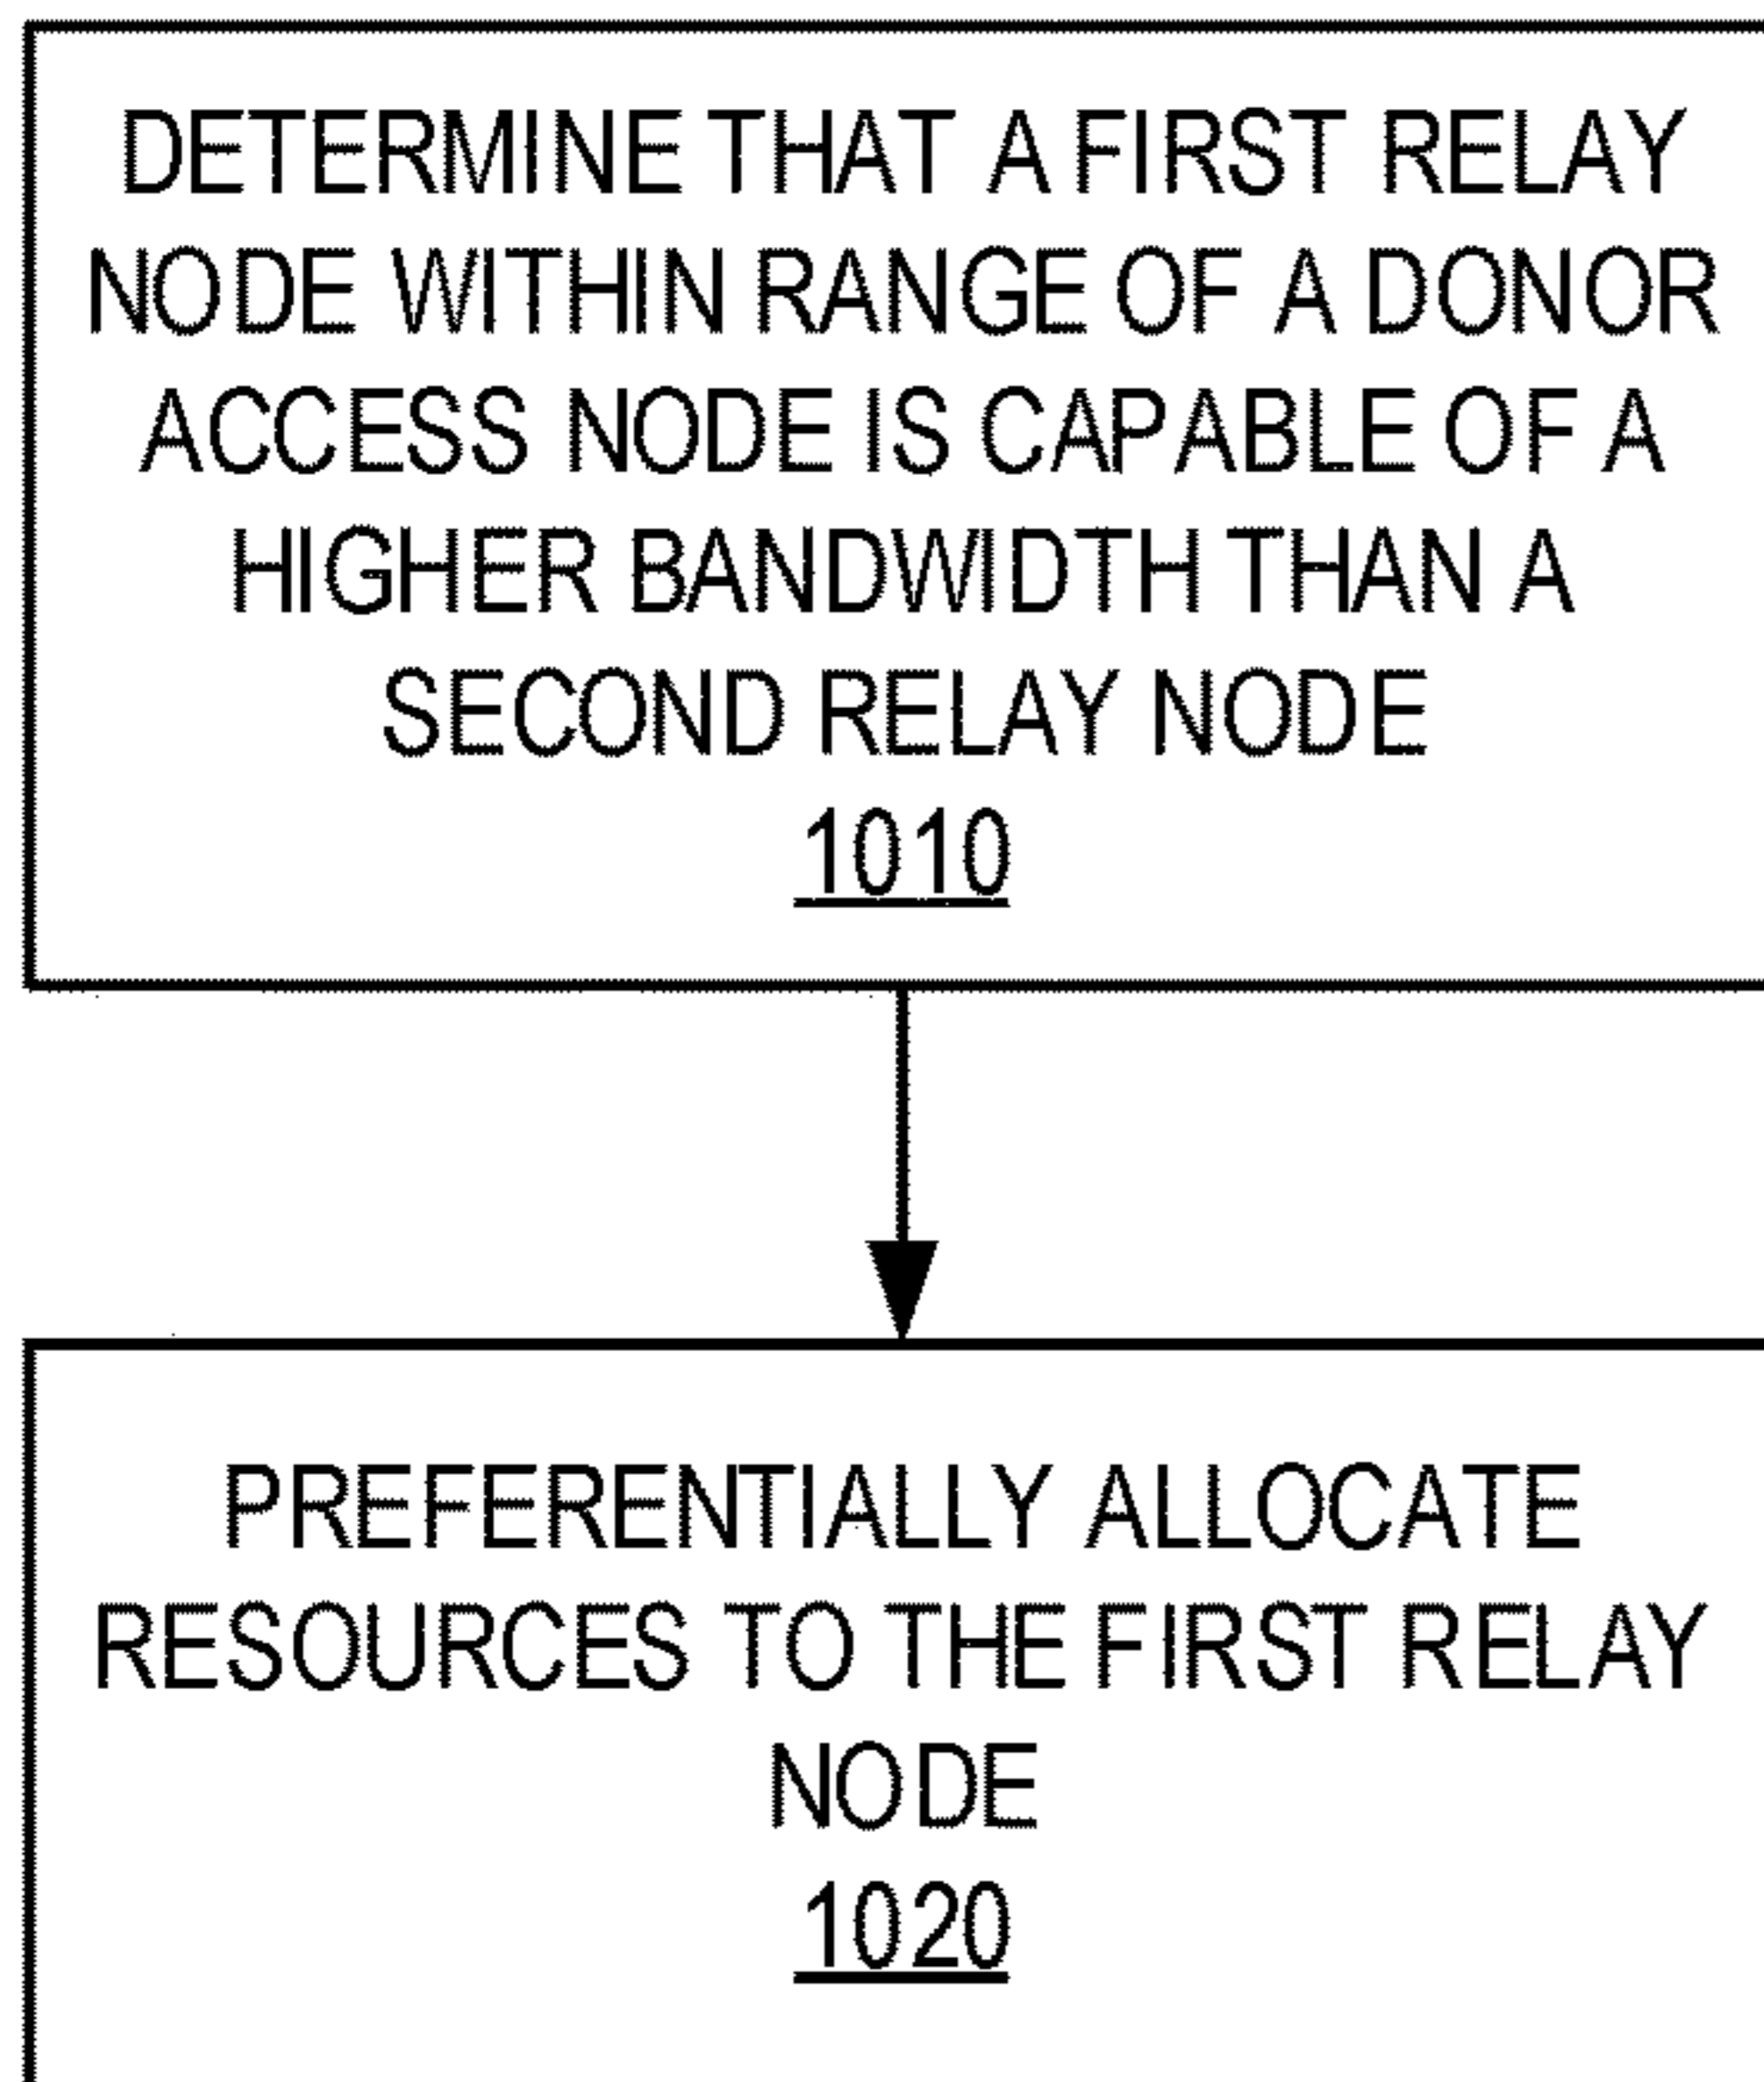 DETERMINE THAT A FIRST RELAY
NODE WITHIN RANGE OF A DONOR
ACCESS NODE IS CAPABLE OF A
HIGHER BANDWIDTH THAN A
SECOND RELAY NODE
1010
PREFERENTIALLY ALLOCATE
RESOURCES TO THE FIRST RELAY
NODE
1020